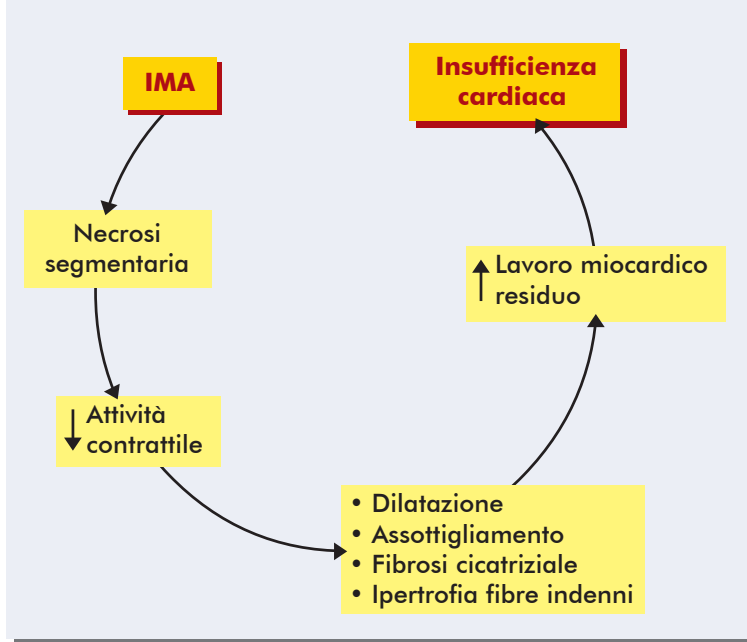 IMA
Necrosi
segmentaria
↓ Attività
contrattile
• Dilatazione
• Assottigliamento
• Fibrosi cicatriziale
• Ipertrofia fibre indenni
↑ Lavoro miocardico
residuo
Insufficienza
cardiaca